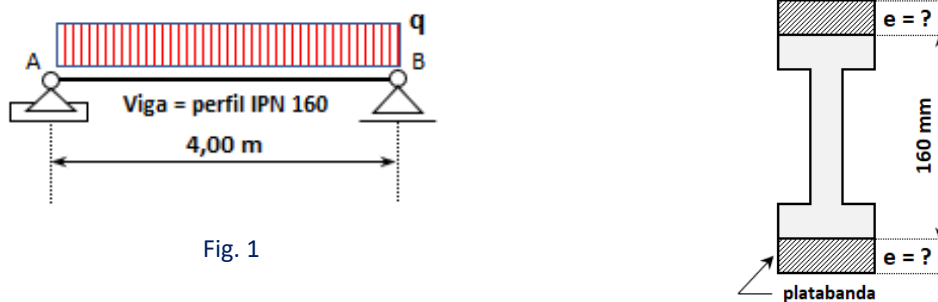 q
A
B
Viga = perfil IPN 160
4,00 m
Fig. 1
e = ?
160 mm
e = ?
platabanda